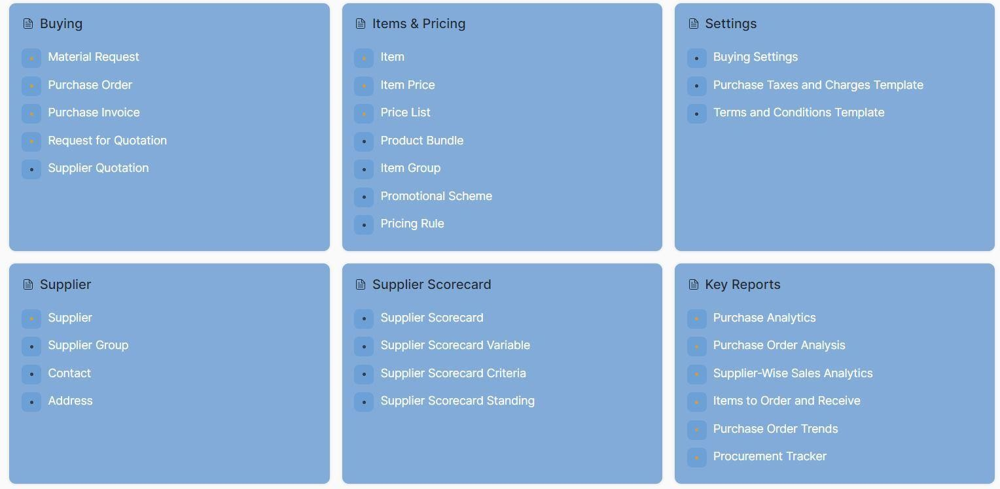 Buying
Material Request
Purchase Order
Purchase Invoice
Request for Quotation
Supplier Quotation
Items & Pricing
Item
Item Price
Price List
Product Bundle
Item Group
Promotional Scheme
Pricing Rule
Settings
Buying Settings
Purchase Taxes and Charges Template
Terms and Conditions Template
Supplier
Supplier
Supplier Group
Contact
Address
Supplier Scorecard
Supplier Scorecard
Supplier Scorecard Variable
Supplier Scorecard Criteria
Supplier Scorecard Standing
Key Reports
Purchase Analytics
Purchase Order Analysis
Supplier-Wise Sales Analytics
Items to Order and Receive
Purchase Order Trends
Procurement Tracker